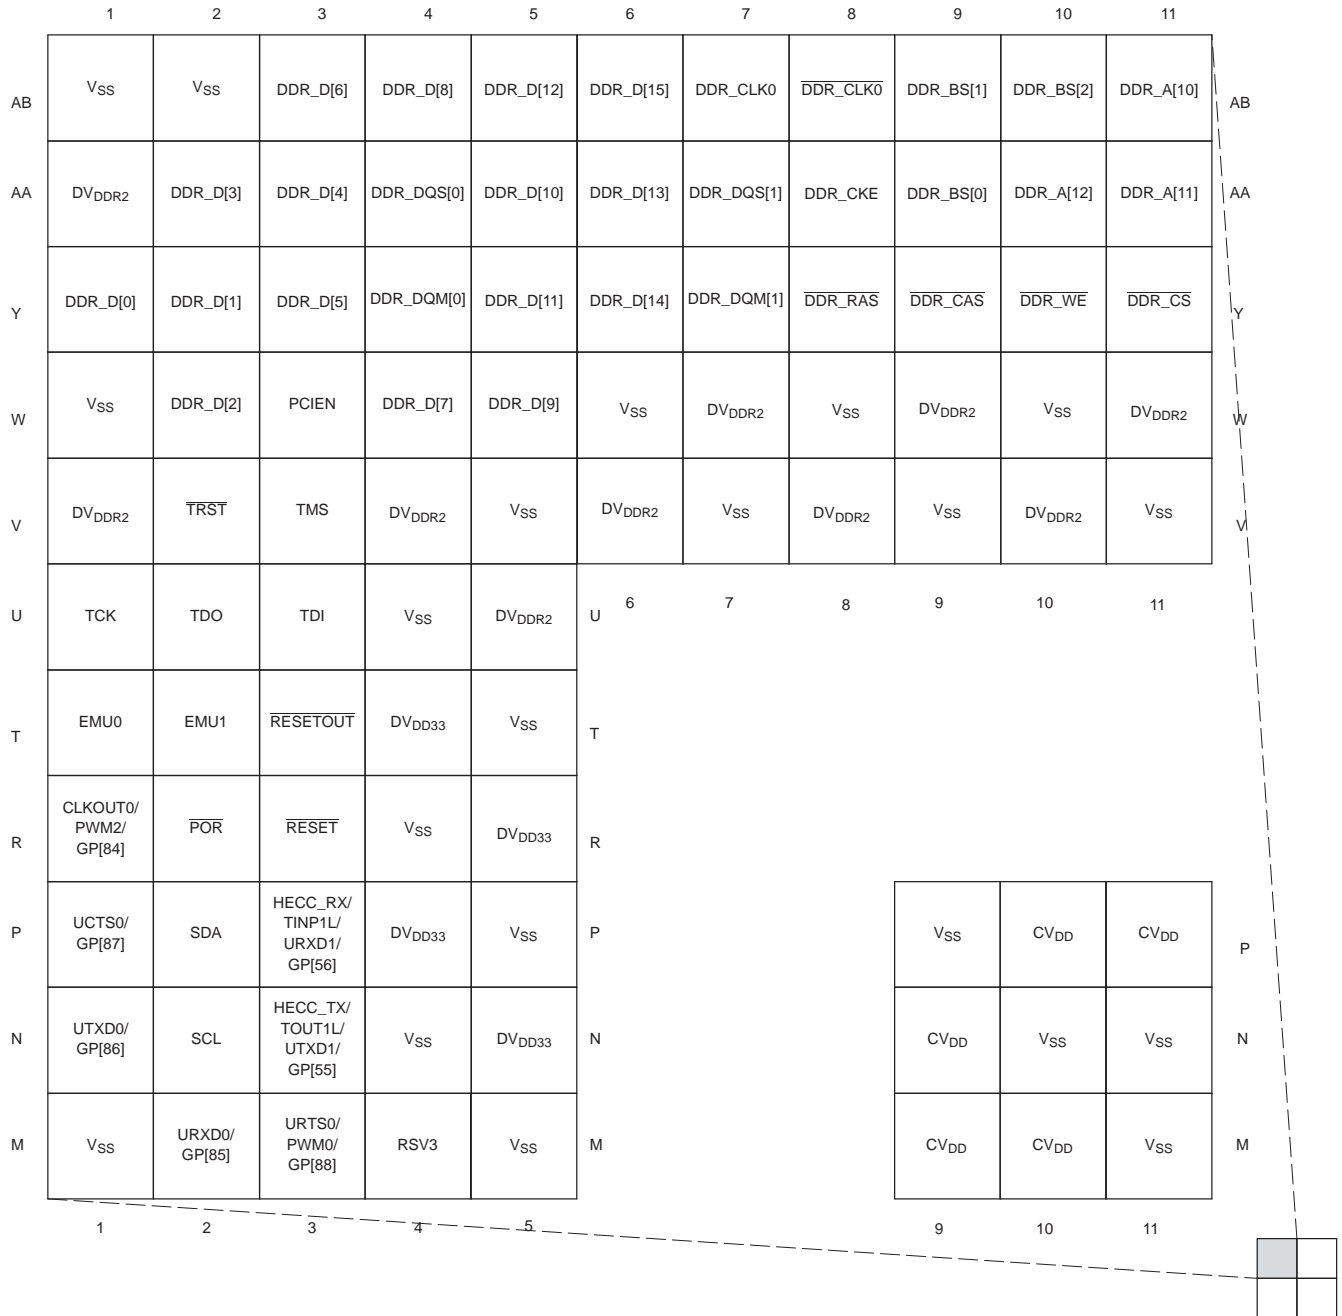 1 2 3 4 5 6 7 8 9 10 11
AB VSS VSS DDR_D[6] DDR_D[8] DDR_D[12] DDR_D[15] DDR_CLK0 DDR_CLK0 DDR_BS[1] DDR_BS[2] DDR_A[10] AB
AA DVDDR2 DDR_D[3] DDR_D[4] DDR_DQS[0] DDR_D[10] DDR_D[13] DDR_DQS[1] DDR_CKE DDR_BS[0] DDR_A[12] DDR_A[11] AA
Y DDR_D[0] DDR_D[1] DDR_D[5] DDR_DQM[0] DDR_D[11] DDR_D[14] DDR_DQM[1] DDR_RAS DDR_CAS DDR_WE DDR_CS Y
W VSS DDR_D[2] PCIEN DDR_D[7] DDR_D[9] VSS DVDDR2 VSS DVDDR2 VSS DVDDR2 W
V DVDDR2 TRST TMS DVDDR2 VSS DVDDR2 VSS DVDDR2 VSS DVDDR2 VSS V
U TCK TDO TDI VSS DVDDR2 U 6 7 8 9 10 11
T EMU0 EMU1 RESETOUT DVDD33 VSS T
R CLKOUT0/
PWM2/
GP[84] POR RESET VSS DVDD33 R
P UCTS0/
GP[87] SDA HECC_RX/
TINP1L/
URXD1/
GP[56] DVDD33 VSS P VSS CVDD CVDD P
N UTXD0/
GP[86] SCL HECC_TX/
TOUT1L/
UTXD1/
GP[55] VSS DVDD33 N CVDD VSS VSS N
M VSS URXD0/
GP[85] URTS0/
PWM0/
GP[88] RSV3 VSS M CVDD CVDD VSS M
1 2 3 4 5 9 10 11